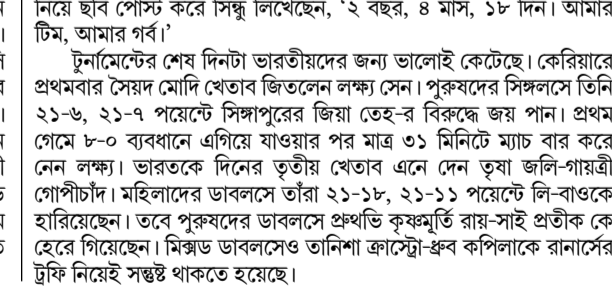 নিয়ে ছবি পোস্ট করে সিন্ধু লিখেছেন, '২ বছর, ৪ মাস, ১৮ দিন। আমার
টিম, আমার গর্ব।'
টুর্নামেন্টের শেষ দিনটা ভারতীয়দের জন্য ভালোই কেটেছে। কেরিয়ারে
প্রথমবার সৈয়দ মোদি খেতাব জিতলেন লক্ষ্য সেন। পুরুষদের সিঙ্গলসে তিনি
২১-৬, ২১-৭ পয়েন্টে সিঙ্গাপুরের জিয়া তেহ-র বিরুদ্ধে জয় পান। প্রথম
গেমে ৮-০ ব্যবধানে এগিয়ে যাওয়ার পর মাত্র ৩১ মিনিটে ম্যাচ বার করে
নেন লক্ষ্য। ভারতকে দিনের তৃতীয় খেতাব এনে দেন তৃষা জলি-গায়ত্রী
গোপীচাঁদ। মহিলাদের ডাবলসে তাঁরা ২১-১৮, ২১-১১ পয়েন্টে লি-বাওকে
হারিয়েছেন। তবে পুরুষদের ডাবলসে প্রুথভি কৃষ্ণমূর্তি রায়-সাই প্রতীক কে
হেরে গিয়েছেন। মিক্সড ডাবলসেও তানিশা ক্রাস্ট্রো-ধ্রুব কপিলাকে রানার্সের
ট্রফি নিয়েই সন্তুষ্ট থাকতে হয়েছে।